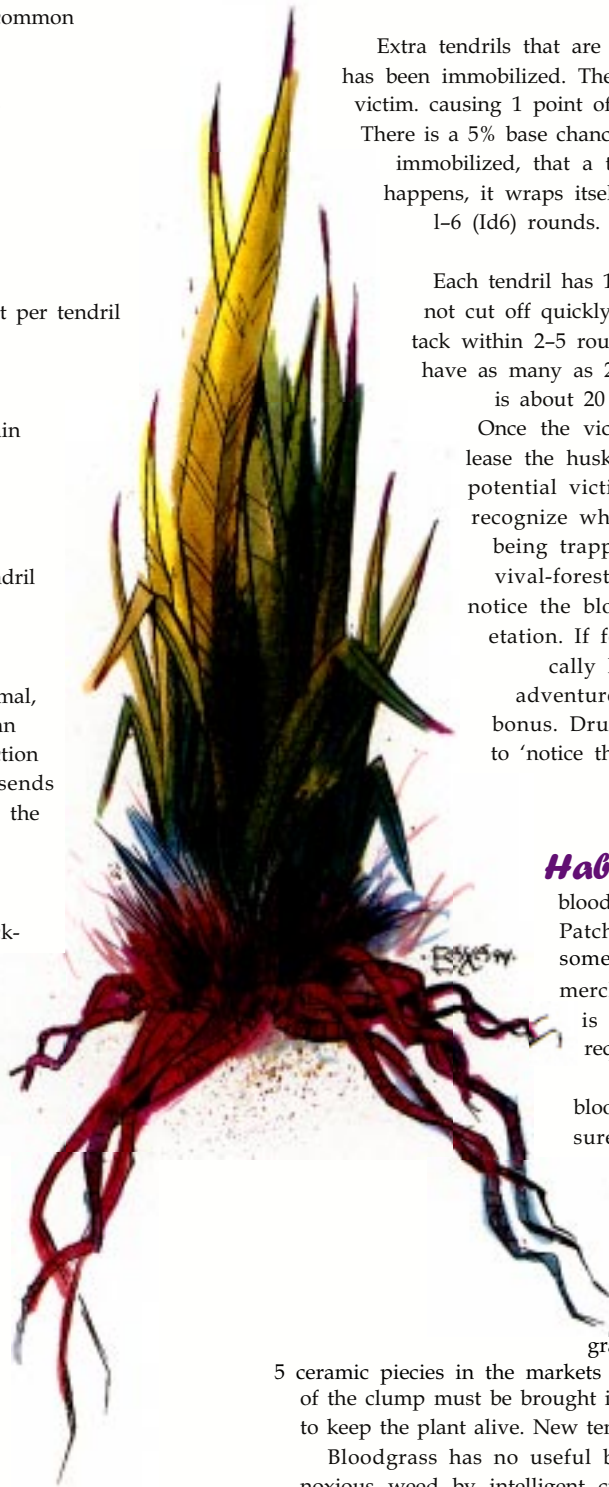 common
t per tendril
in
dril
mal,
an
tion
sends
the
k-
Extra tendrils that are
has been immobilized. The
victim. causing 1 point of
There is a 5% base chanc
immobilized, that a t
happens, it wraps itsel
l–6 (Id6) rounds.
Each tendril has 1
not cut off quickly
tack within 2–5 rou
have as many as 2
is about 20
Once the vic
lease the husk
potential victi
recognize wh
being trapp
vival-forest
notice the blo
etation. If f
cally
adventure
bonus. Dru
to ‘notice th
Hab
blood
Patch
some
merc
is
rec
blood
sure
gra
5 ceramic piecies in the markets
of the clump must be brought i
to keep the plant alive. New ten
Bloodgrass has no useful b
noxious weed by intelligent c